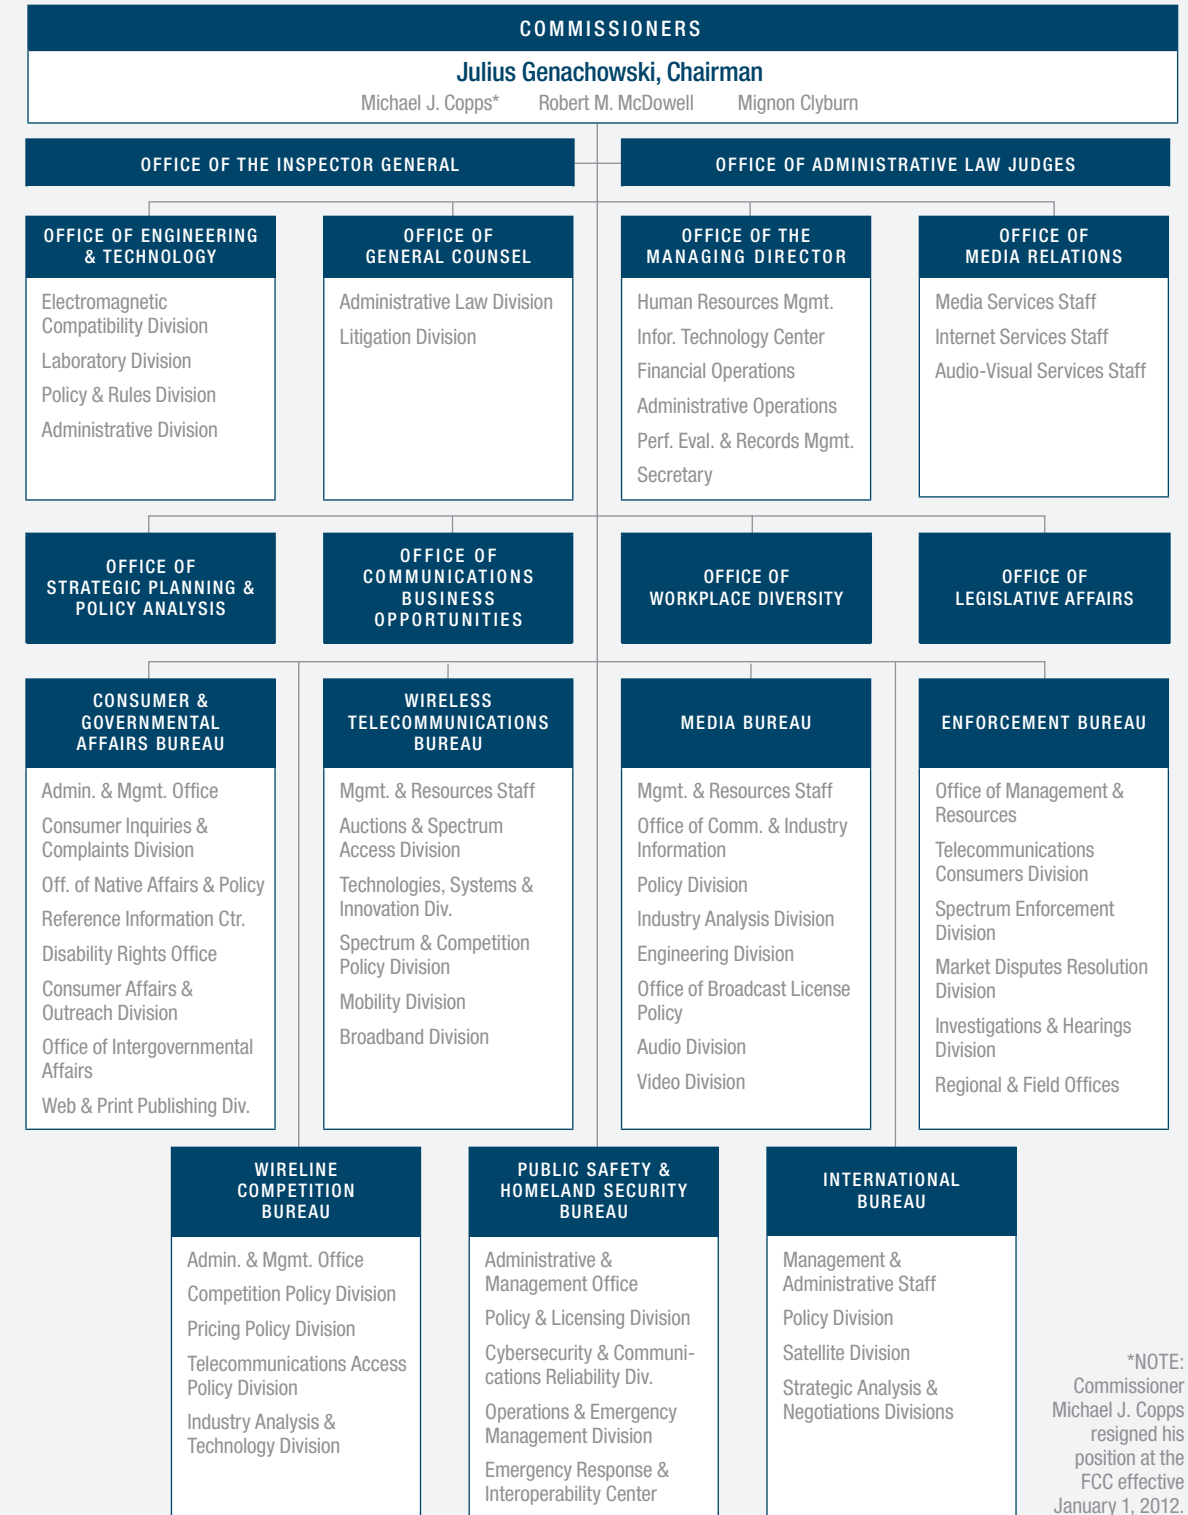 COMMISSIONERS
Julius Genachowski, Chairman
Michael J. Copps* Robert M. McDowell Mignon Clyburn
OFFICE OF THE INSPECTOR GENERAL
OFFICE OF ADMINISTRATIVE LAW JUDGES
OFFICE OF ENGINEERING
& TECHNOLOGY
Electromagnetic
Compatibility Division
Laboratory Division
Policy & Rules Division
Administrative Division
OFFICE OF
GENERAL COUNSEL
Administrative Law Division
Litigation Division
OFFICE OF THE
MANAGING DIRECTOR
Human Resources Mgmt.
Infor. Technology Center
Financial Operations
Administrative Operations
Perf. Eval. & Records Mgmt.
Secretary
OFFICE OF
MEDIA RELATIONS
Media Services Staff
Internet Services Staff
Audio-Visual Services Staff
OFFICE OF
STRATEGIC PLANNING &
POLICY ANALYSIS
OFFICE OF
COMMUNICATIONS
BUSINESS
OPPORTUNITIES
OFFICE OF
WORKPLACE DIVERSITY
OFFICE OF
LEGISLATIVE AFFAIRS
CONSUMER &
GOVERNMENTAL
AFFAIRS BUREAU
Admin. & Mgmt. Office
Consumer Inquiries &
Complaints Division
Off. of Native Affairs & Policy
Reference Information Ctr.
Disability Rights Office
Consumer Affairs &
Outreach Division
Office of Intergovernmental
Affairs
Web & Print Publishing Div.
WIRELESS
TELECOMMUNICATIONS
BUREAU
Mgmt. & Resources Staff
Auctions & Spectrum
Access Division
Technologies, Systems &
Innovation Div.
Spectrum & Competition
Policy Division
Mobility Division
Broadband Division
MEDIA BUREAU
Mgmt. & Resources Staff
Office of Comm. & Industry
Information
Policy Division
Industry Analysis Division
Engineering Division
Office of Broadcast License
Policy
Audio Division
Video Division
ENFORCEMENT BUREAU
Office of Management &
Resources
Telecommunications
Consumers Division
Spectrum Enforcement
Division
Market Disputes Resolution
Division
Investigations & Hearings
Division
Regional & Field Offices
WIRELINE
COMPETITION
BUREAU
Admin. & Mgmt. Office
Competition Policy Division
Pricing Policy Division
Telecommunications Access
Policy Division
Industry Analysis &
Technology Division
PUBLIC SAFETY &
HOMELAND SECURITY
BUREAU
Administrative &
Management Office
Policy & Licensing Division
Cybersecurity & Communi-
cations Reliability Div.
Operations & Emergency
Management Division
Emergency Response &
Interoperability Center
INTERNATIONAL
BUREAU
Management &
Administrative Staff
Policy Division
Satellite Division
Strategic Analysis &
Negotiations Divisions
*NOTE:
Commissioner
Michael J. Copps
resigned his
position at the
FCC effective
January 1, 2012.